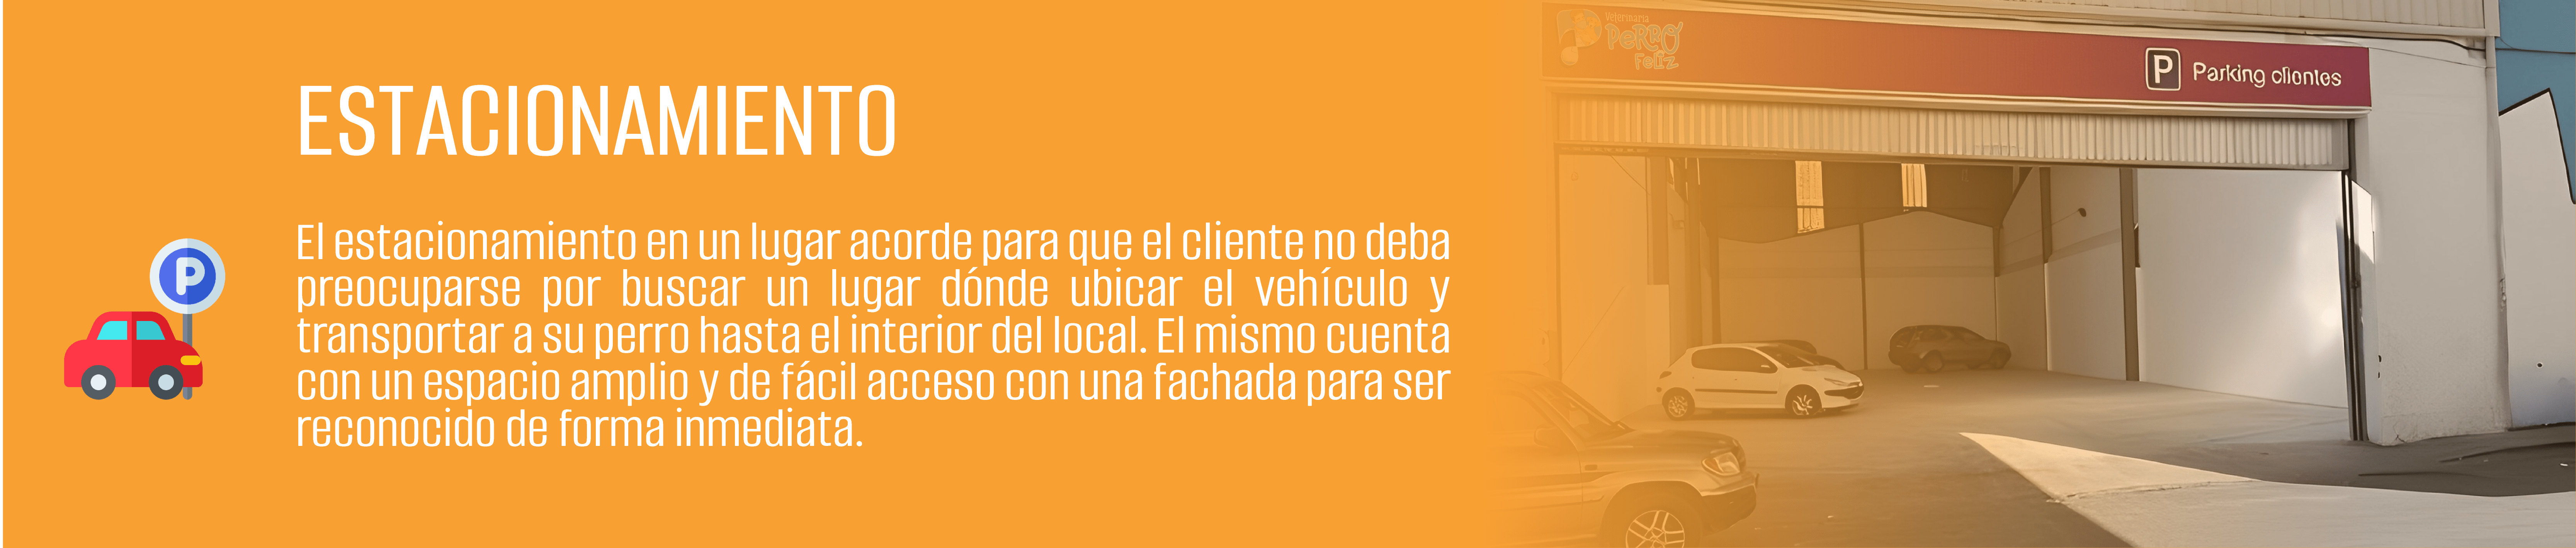 ESTACIONAMIENTO
El estacionamiento en un lugar acorde para que el cliente no deba
preocuparse por buscar un lugar dónde ubicar el vehículo y
transportar a su perro hasta el interior del local. El mismo cuenta
con un espacio amplio y de fácil acceso con una fachada para ser
reconocido de forma inmediata.
P
Veterinaria
PERRO
Feliz
P Parking clientes